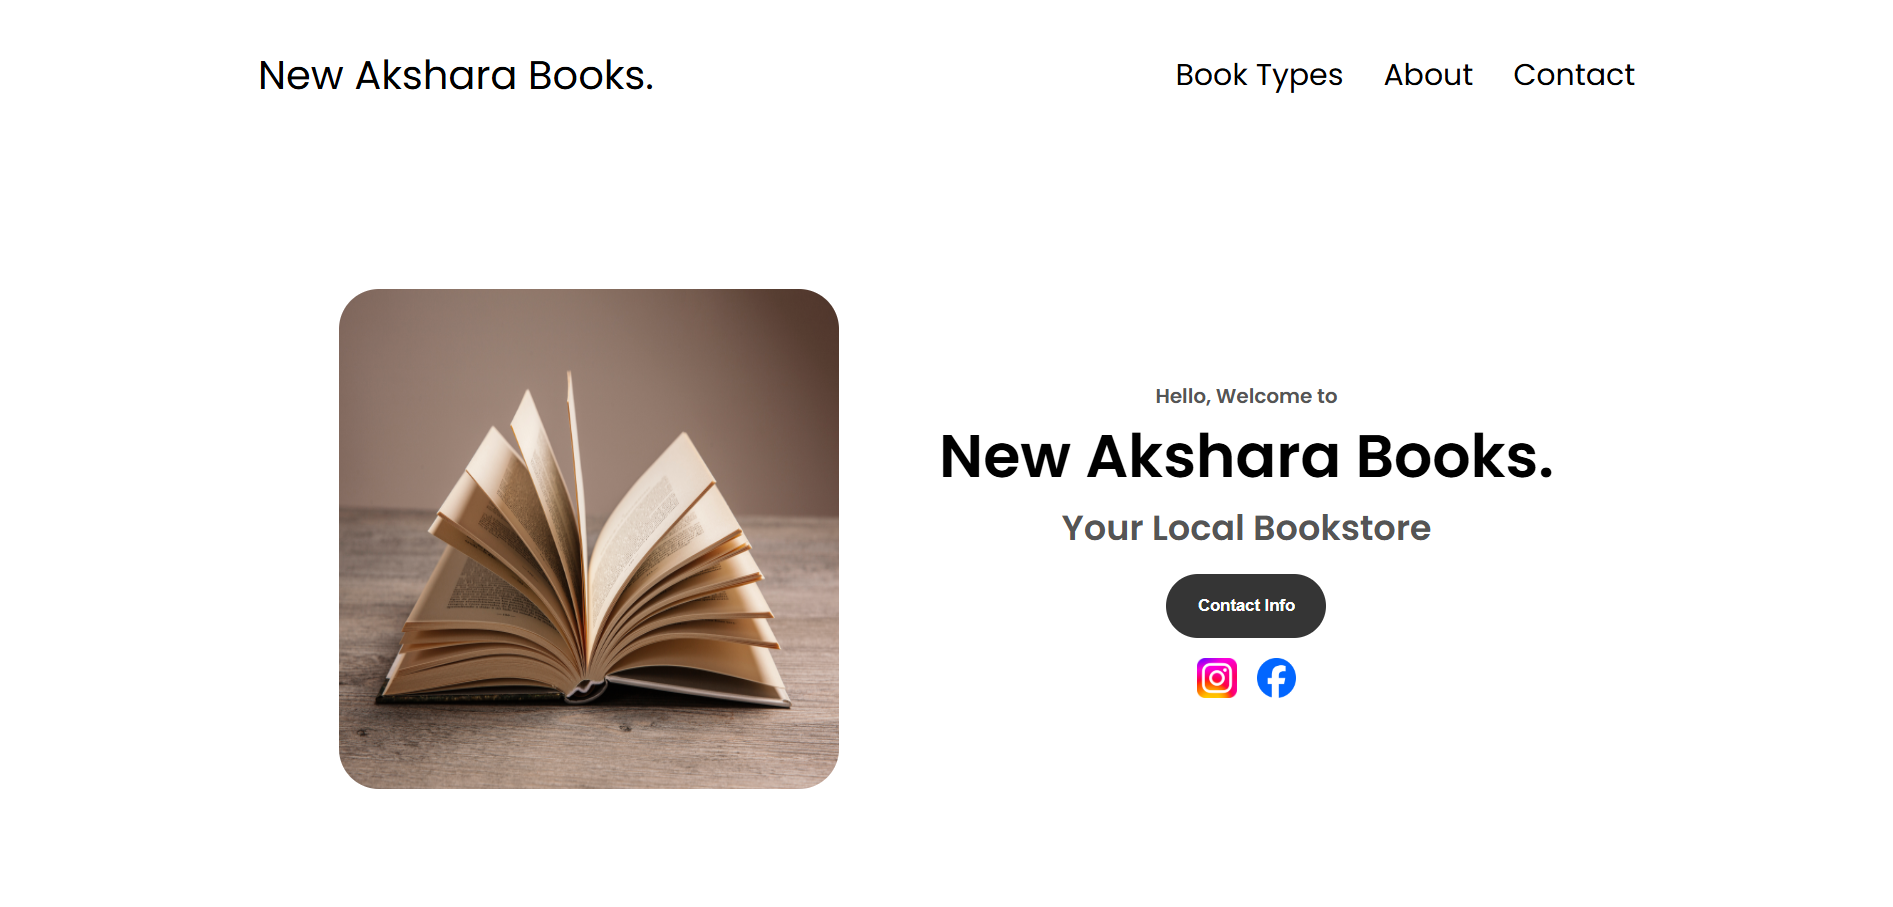 New Akshara Books.
Book Types About Contact
Hello, Welcome to
New Akshara Books.
Your Local Bookstore
Contact Info